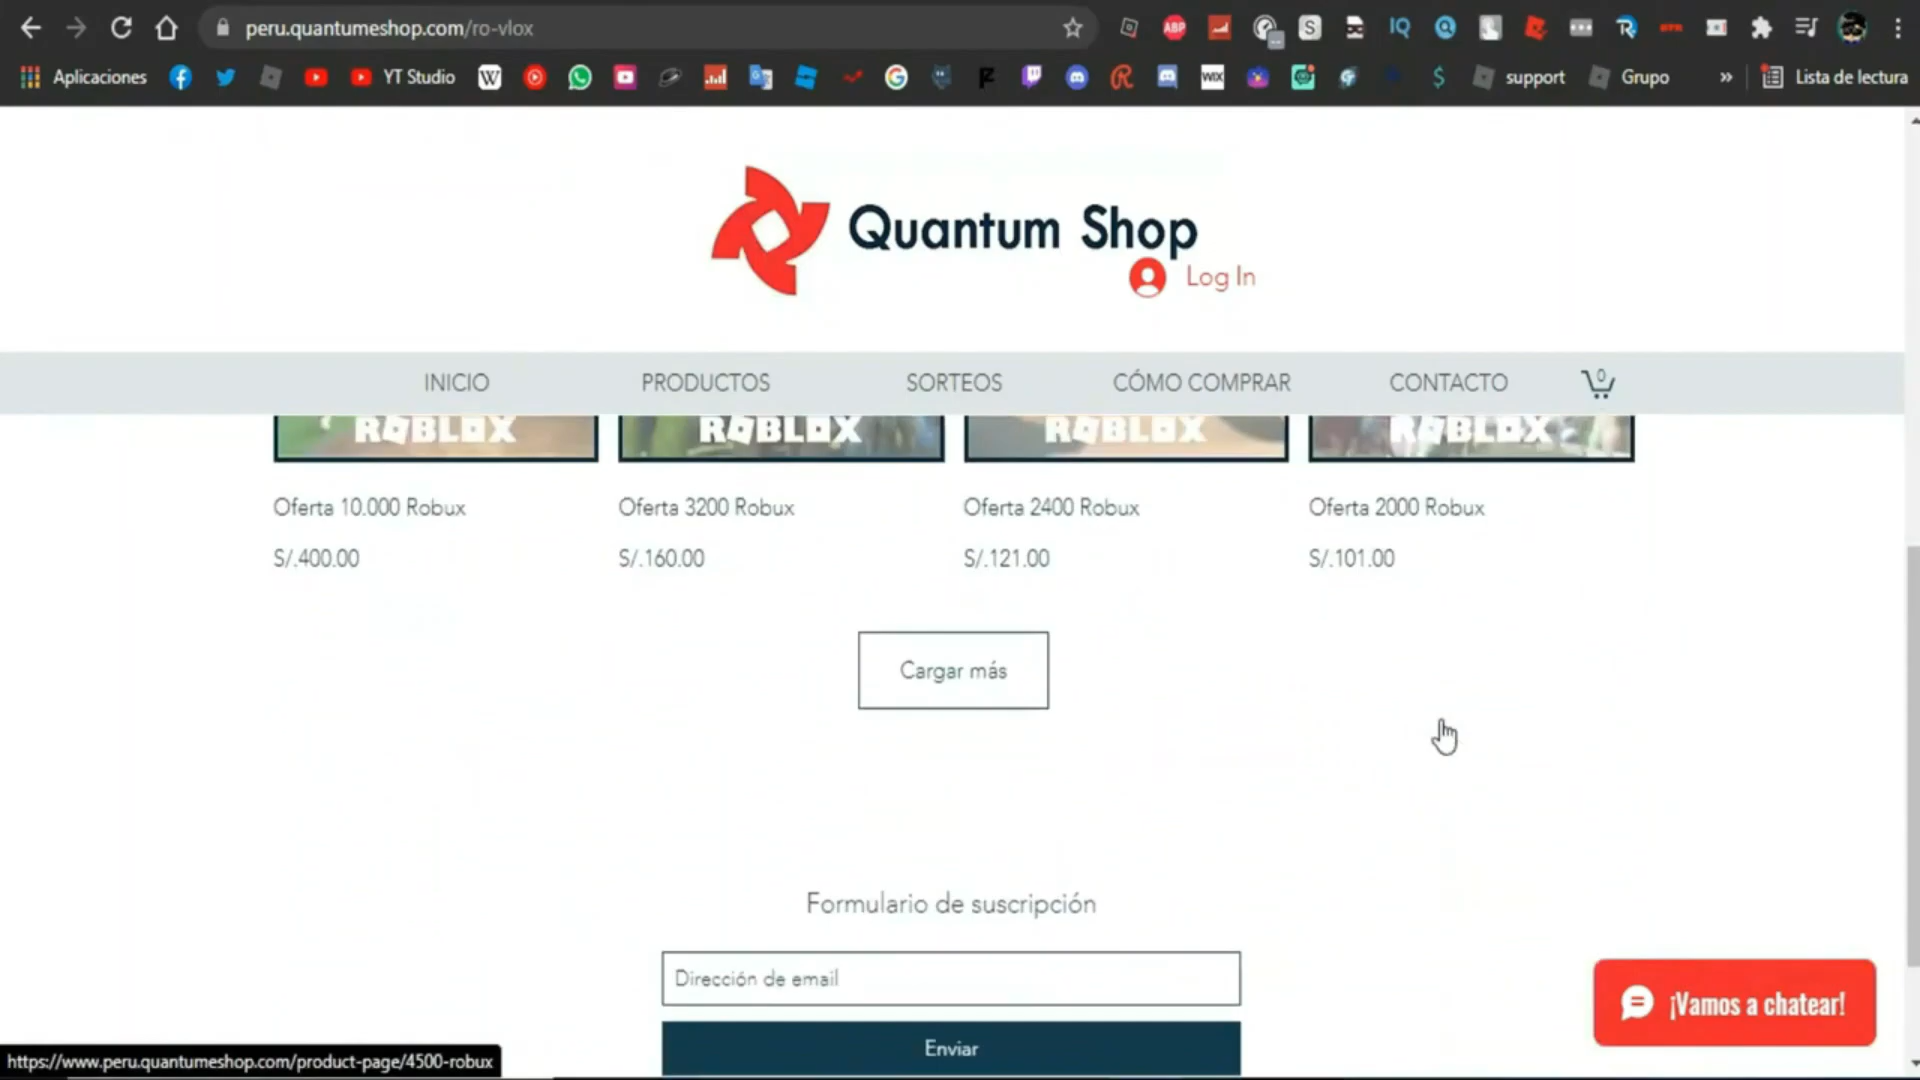 peru.quantumeshop.com/ro-vlox
ABP
S
IQ
Aplicaciones
YT Studio
W
WIX
support
Grupo
»
Lista de lectura
Quantum Shop
Log In
INICIO
PRODUCTOS
SORTEOS
CÓMO COMPRAR
CONTACTO
0
ROBLOX
ROBLOX
ROBLOX
ROBLOX
Oferta 10.000 Robux
Oferta 3200 Robux
Oferta 2400 Robux
Oferta 2000 Robux
S/.400.00
S/.160.00
S/.121.00
S/.101.00
Cargar más
Formulario de suscripción
Dirección de email
Enviar
¡Vamos a chatear!
https://www.peru.quantumeshop.com/product-page/4500-robux